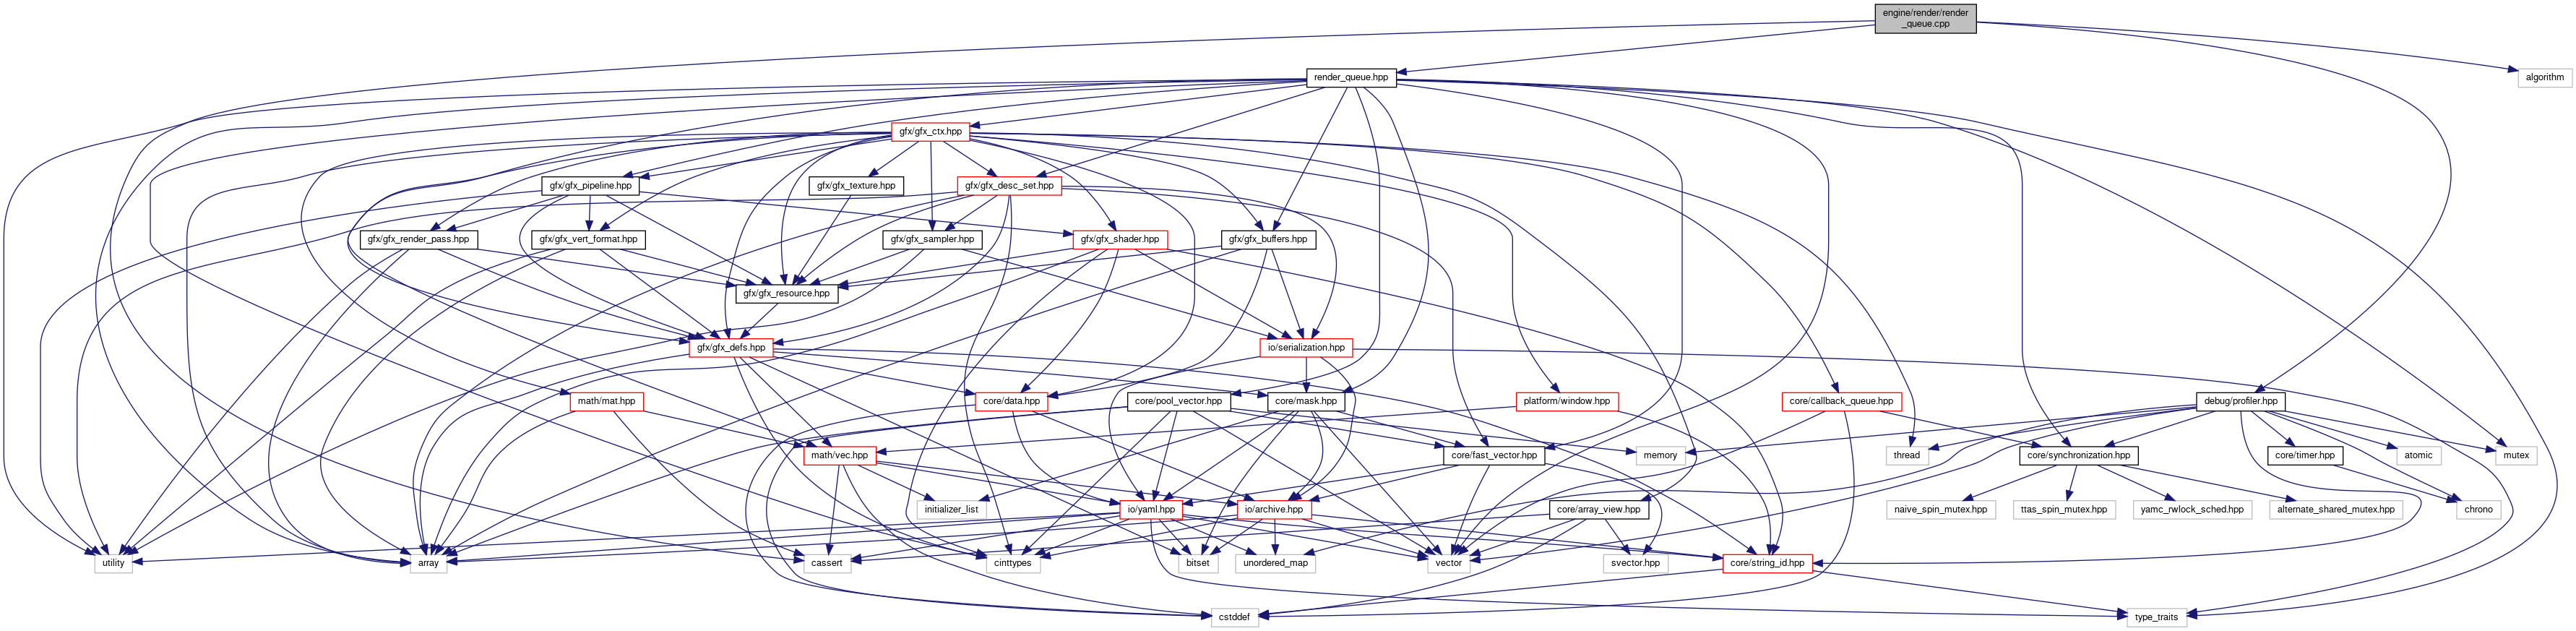 engine/render/render
_queue.cpp
render_queue.hpp
algorithm
gfx/gfx_ctx.hpp
gfx/gfx_pipeline.hpp
gfx/gfx_texture.hpp
gfx/gfx_desc_set.hpp
gfx/gfx_render_pass.hpp
gfx/gfx_vert_format.hpp
gfx/gfx_sampler.hpp
gfx/gfx_shader.hpp
gfx/gfx_buffers.hpp
gfx/gfx_resource.hpp
gfx/gfx_defs.hpp
io/serialization.hpp
math/mat.hpp
core/data.hpp
core/pool_vector.hpp
core/mask.hpp
platform/window.hpp
core/callback_queue.hpp
debug/profiler.hpp
math/vec.hpp
core/fast_vector.hpp
memory
thread
core/synchronization.hpp
core/timer.hpp
atomic
mutex
initializer_list
io/yaml.hpp
io/archive.hpp
core/array_view.hpp
naive_spin_mutex.hpp
ttas_spin_mutex.hpp
yamc_rwlock_sched.hpp
alternate_shared_mutex.hpp
chrono
utility
array
cassert
cinttypes
bitset
unordered_map
vector
svector.hpp
core/string_id.hpp
cstddef
type_traits